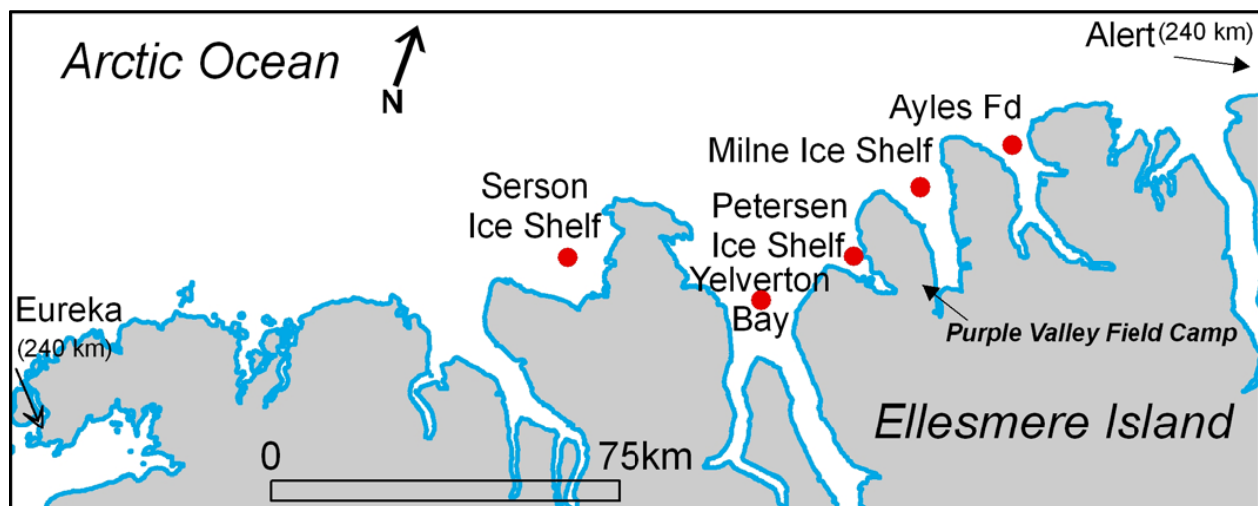 Arctic Ocean
N
Alert (240 km)
Ayles Fd
Milne Ice Shelf
Serson
Ice Shelf
Petersen
Ice Shelf
Yelverton
Bay
Eureka
(240 km)
Purple Valley Field Camp
Ellesmere Island
0 75km